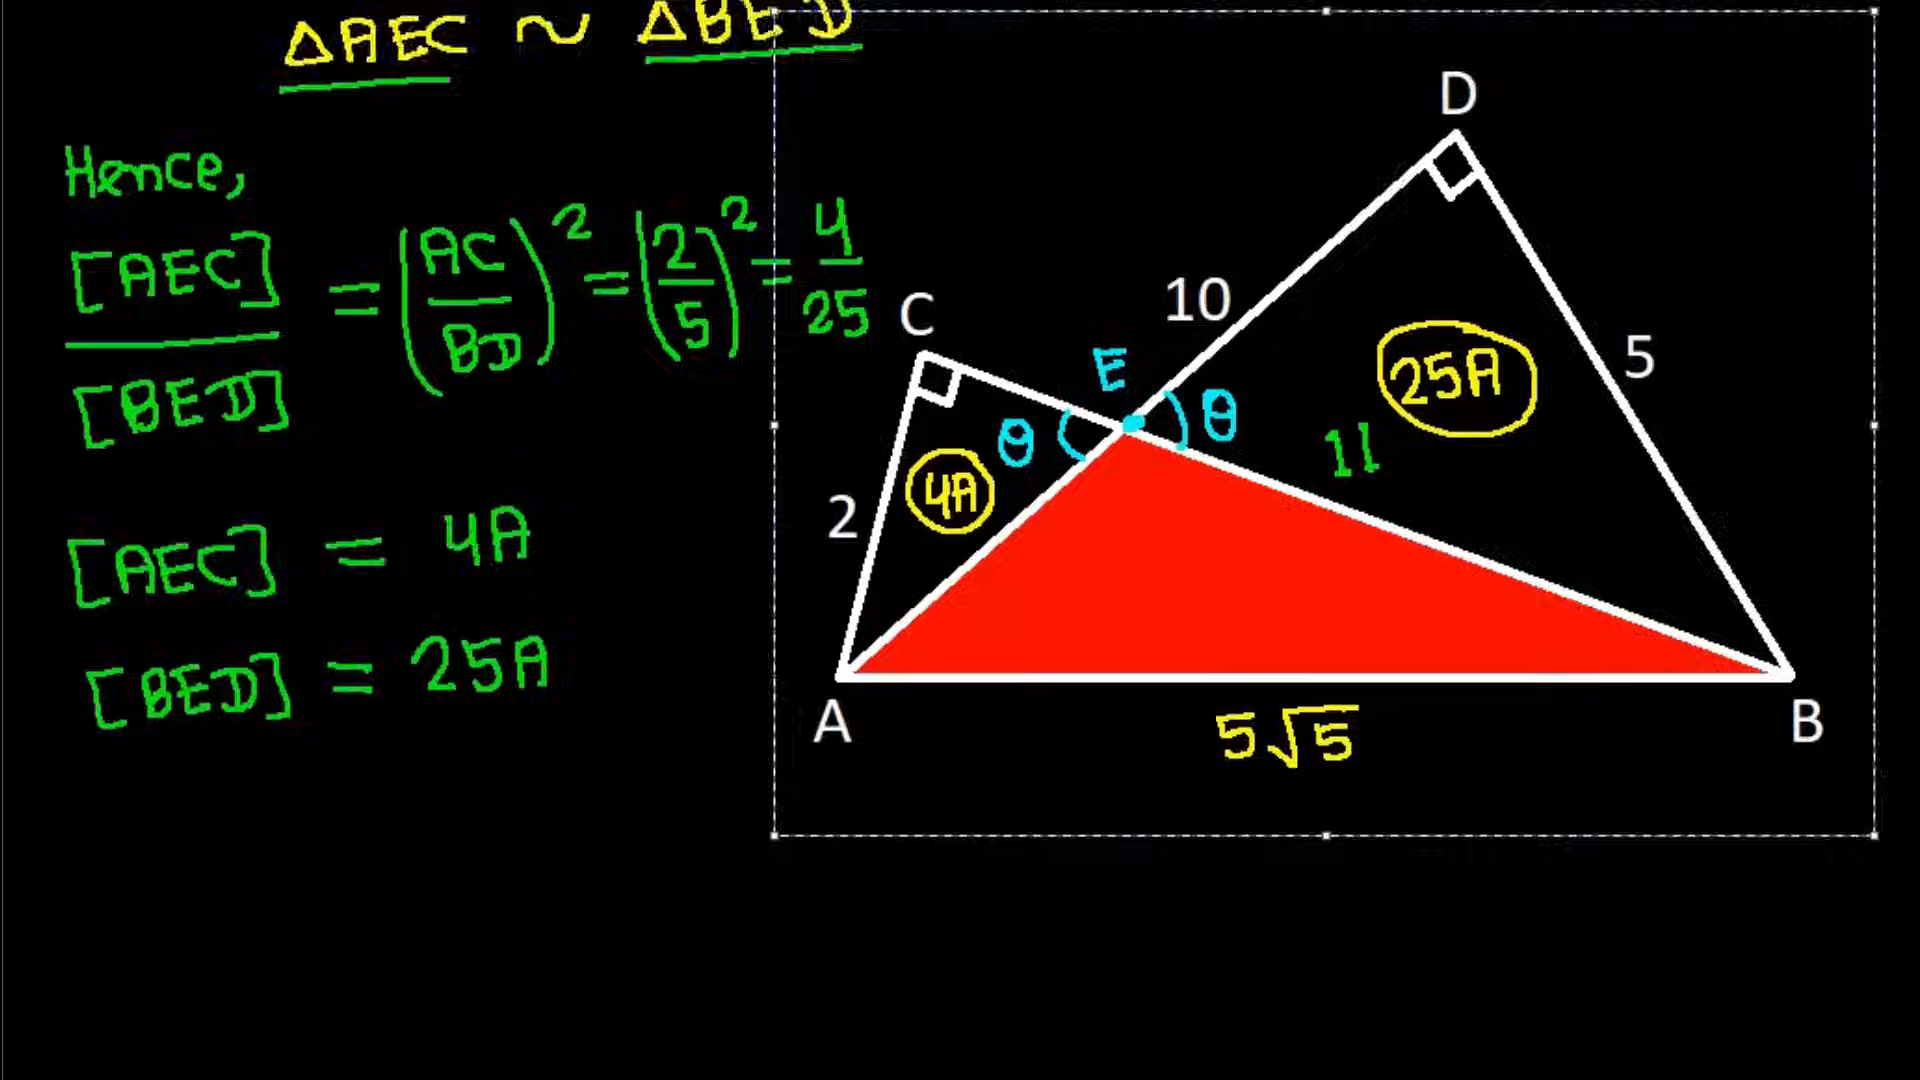 ΔAEC ~ ΔBED
Hence,
[AEC] / [BED] = (AC / BD)² = (2 / 5)² = 4 / 25
[AEC] = 4A
[BED] = 25A
D
10
C
E
5
25A
θ
θ
11
4A
2
A
B
5√5